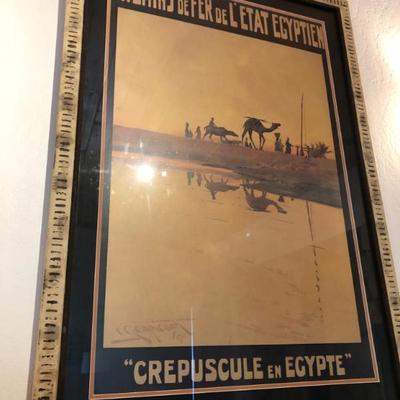 DE FER DE L'ETAT EGYPTIEN
"CREPUSCULE EN EGYPTE"